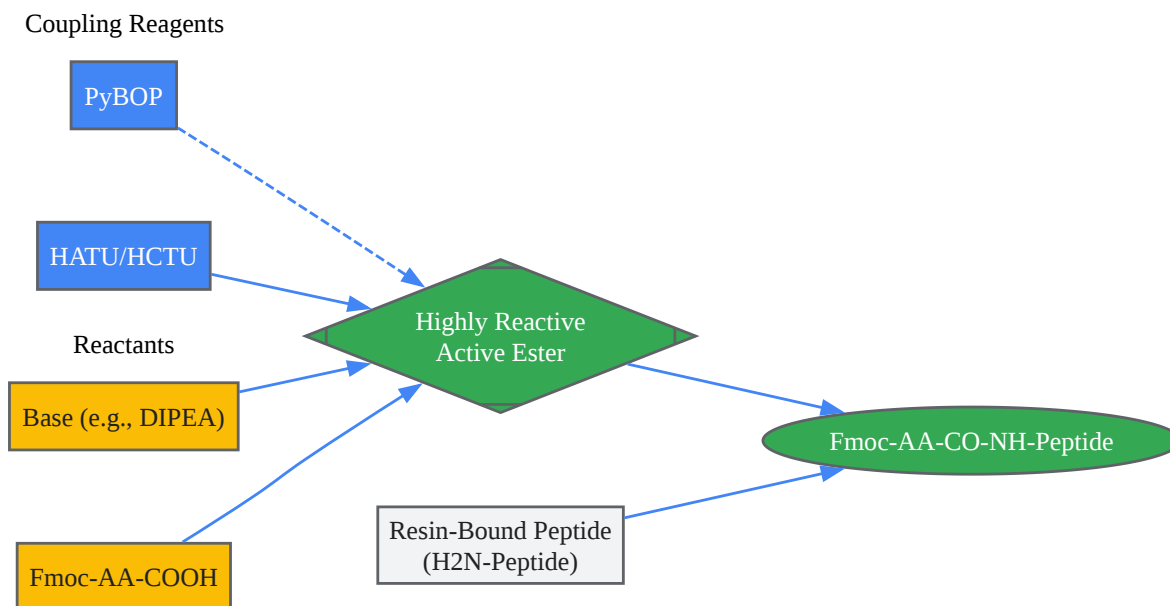 Coupling Reagents
PyBOP
HATU/HCTU
Reactants
Base (e.g., DIPEA)
Fmoc-AA-COOH
Highly Reactive
Active Ester
Resin-Bound Peptide
(H2N-Peptide)
Fmoc-AA-CO-NH-Peptide